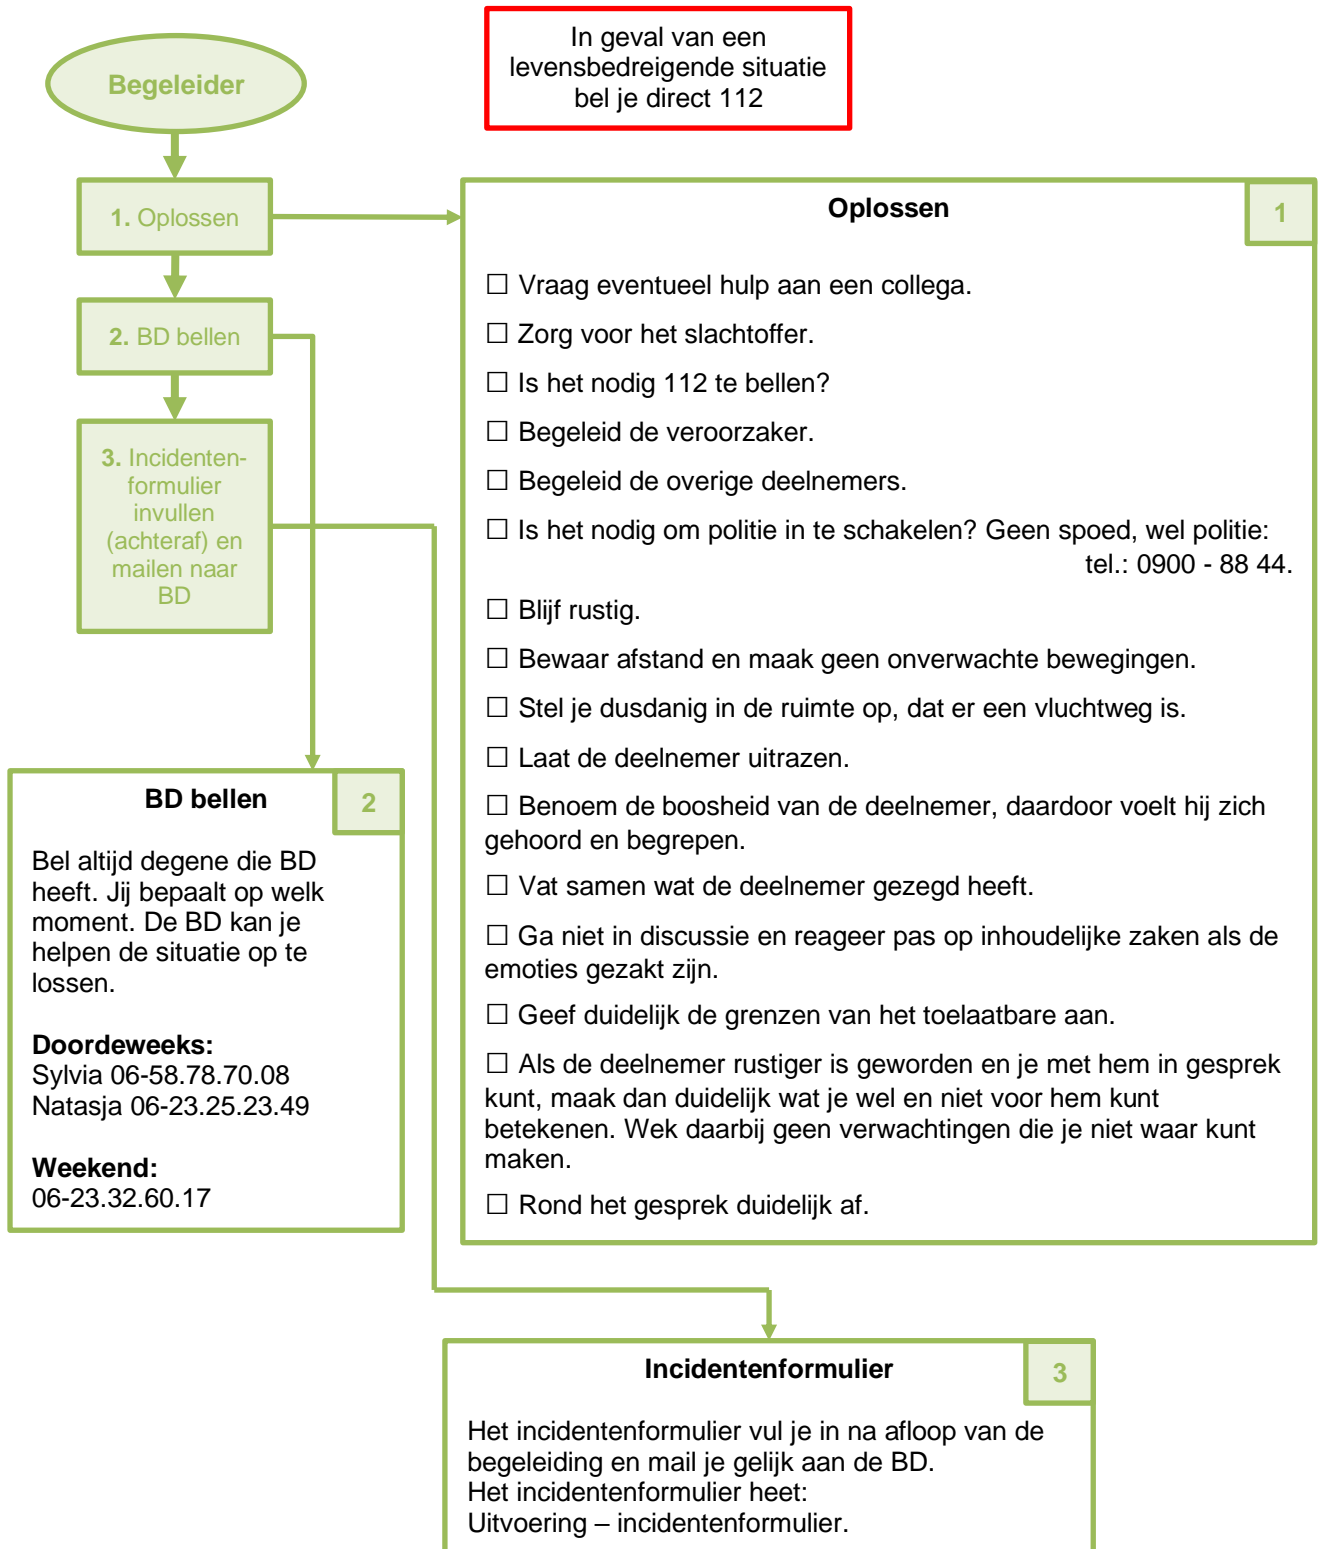 In geval van een
levensbedreigende situatie
bel je direct 112
Begeleider
1. Oplossen
2. BD bellen
3. Incidenten-
formulier
invullen
(achteraf) en
mailen naar
BD
Oplossen
1
☐ Vraag eventueel hulp aan een collega.
☐ Zorg voor het slachtoffer.
☐ Is het nodig 112 te bellen?
☐ Begeleid de veroorzaker.
☐ Begeleid de overige deelnemers.
☐ Is het nodig om politie in te schakelen? Geen spoed, wel politie:
tel.: 0900 - 88 44.
☐ Blijf rustig.
☐ Bewaar afstand en maak geen onverwachte bewegingen.
☐ Stel je dusdanig in de ruimte op, dat er een vluchtweg is.
☐ Laat de deelnemer uitrazen.
☐ Benoem de boosheid van de deelnemer, daardoor voelt hij zich
gehoord en begrepen.
☐ Vat samen wat de deelnemer gezegd heeft.
☐ Ga niet in discussie en reageer pas op inhoudelijke zaken als de
emoties gezakt zijn.
☐ Geef duidelijk de grenzen van het toelaatbare aan.
☐ Als de deelnemer rustiger is geworden en je met hem in gesprek
kunt, maak dan duidelijk wat je wel en niet voor hem kunt
betekenen. Wek daarbij geen verwachtingen die je niet waar kunt
maken.
☐ Rond het gesprek duidelijk af.
BD bellen
2
Bel altijd degene die BD
heeft. Jij bepaalt op welk
moment. De BD kan je
helpen de situatie op te
lossen.
Doordeweeks:
Sylvia 06-58.78.70.08
Natasja 06-23.25.23.49
Weekend:
06-23.32.60.17
Incidentenformulier
3
Het incidentenformulier vul je in na afloop van de
begeleiding en mail je gelijk aan de BD.
Het incidentenformulier heet:
Uitvoering – incidentenformulier.